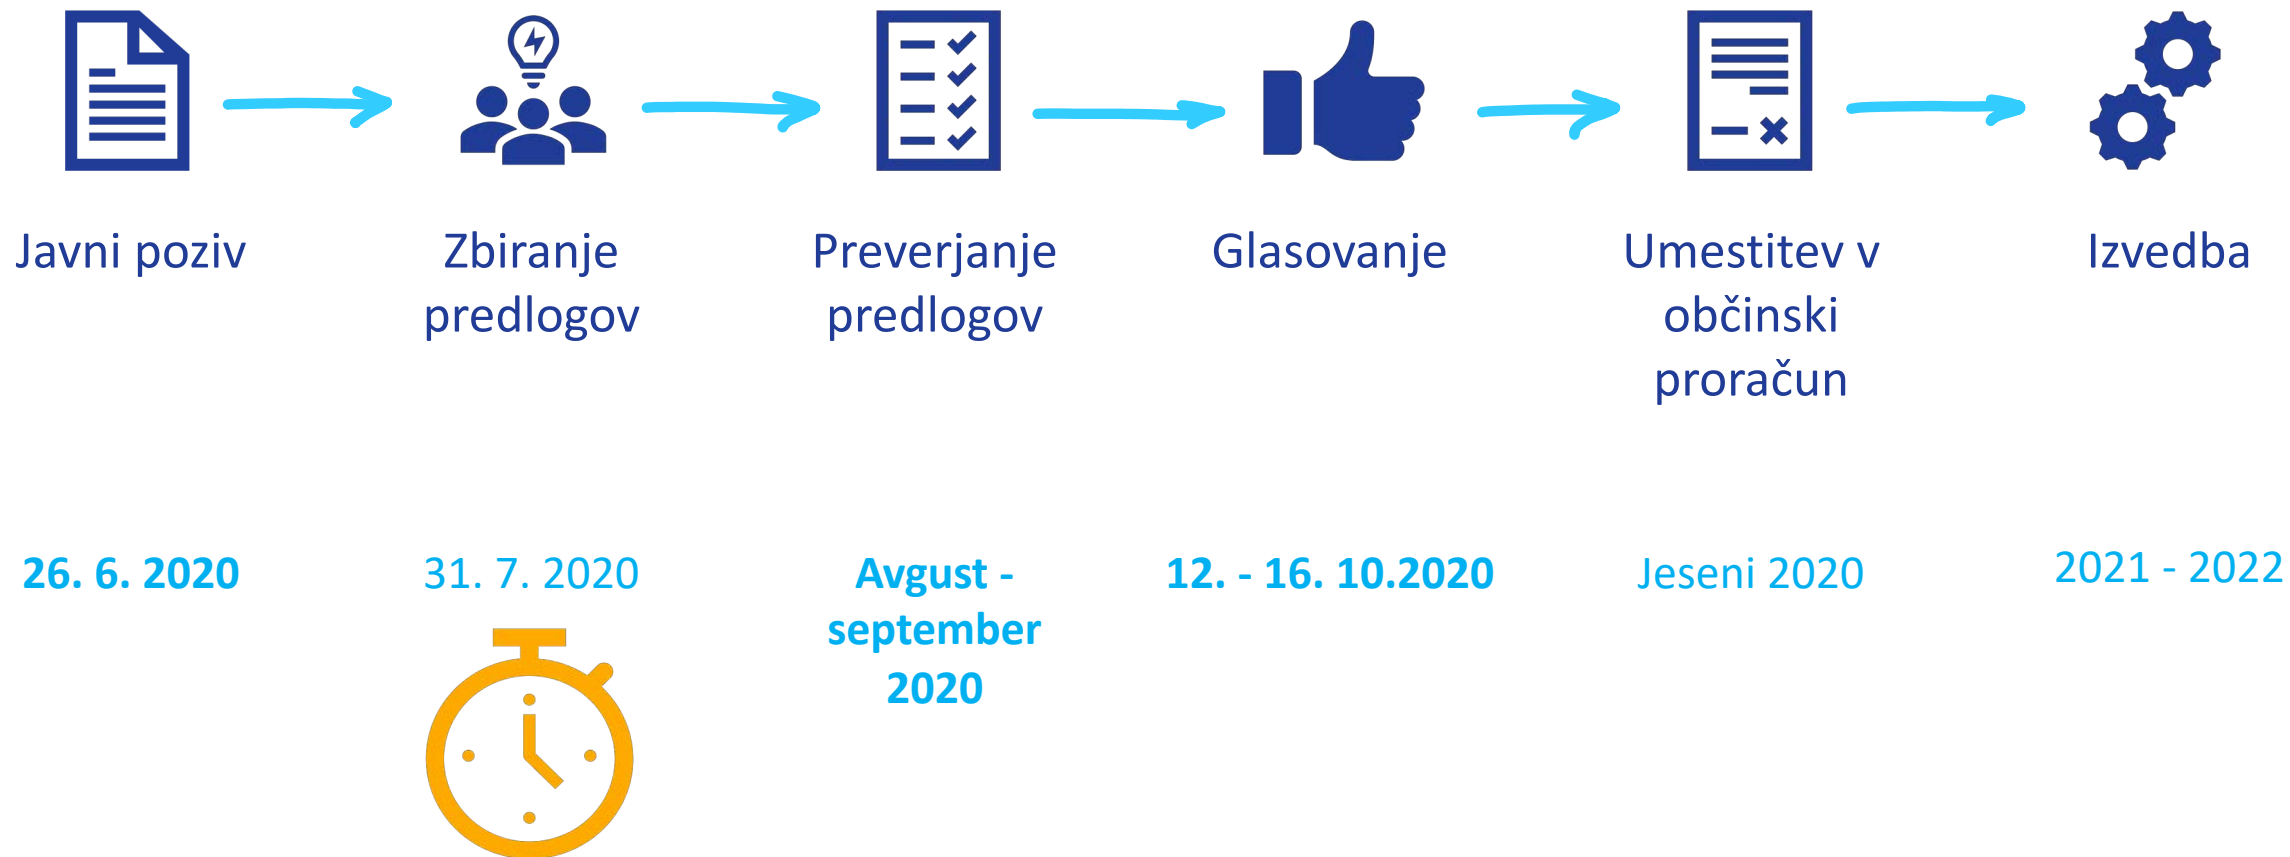 Javni poziv
Zbiranje
predlogov
Preverjanje
predlogov
Glasovanje
Umestitev v
občinski
proračun
Izvedba
26. 6. 2020
31. 7. 2020
Avgust -
september
2020
12. - 16. 10.2020
Jeseni 2020
2021 - 2022